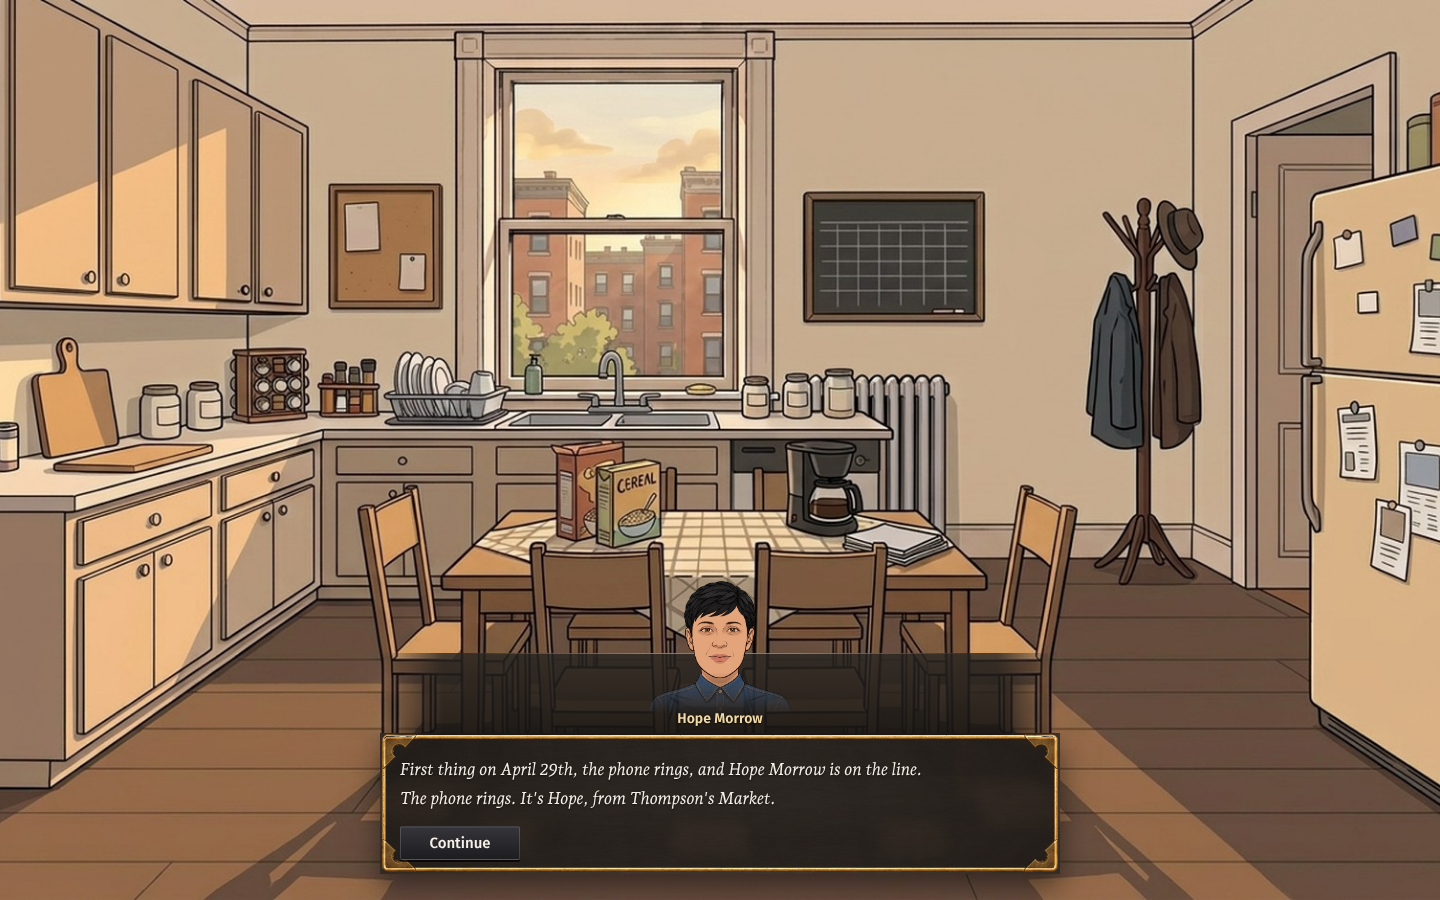 CEREAL
Hope Morrow
First thing on April 29th, the phone rings, and Hope Morrow is on the line.
The phone rings. It's Hope, from Thompson's Market.
Continue